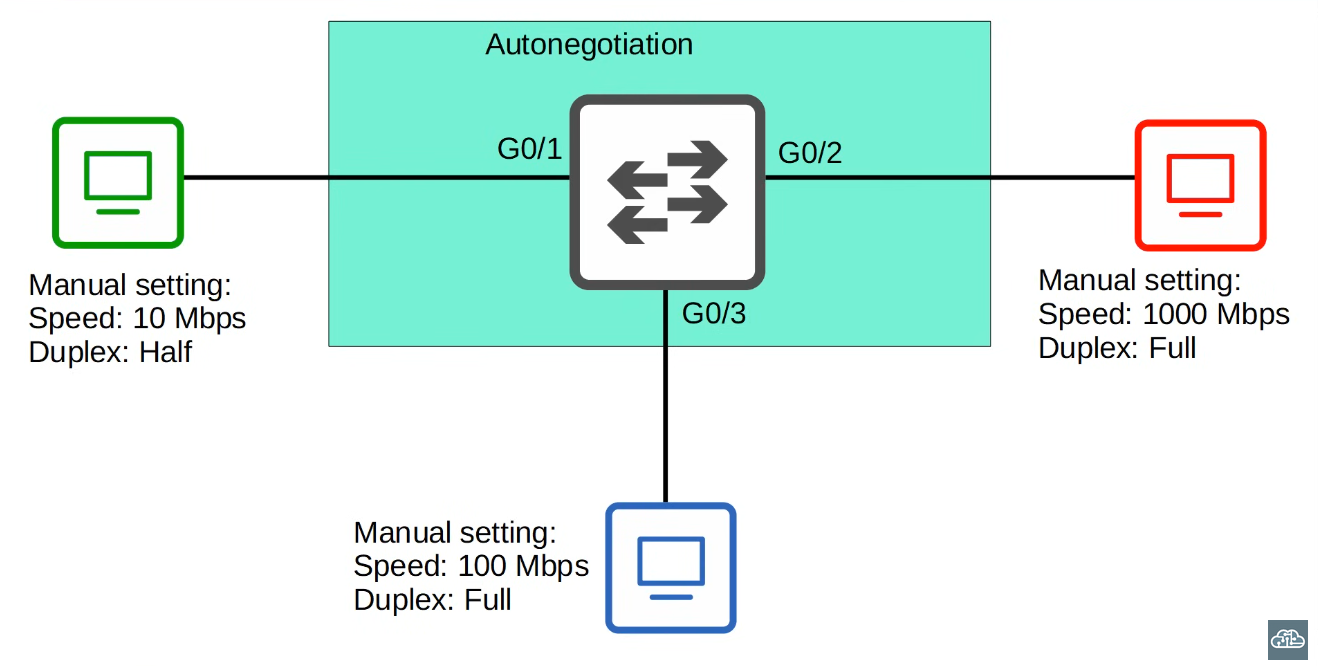 Autonegotiation
G0/1
G0/2
G0/3
Manual setting:
Speed: 10 Mbps
Duplex: Half
Manual setting:
Speed: 1000 Mbps
Duplex: Full
Manual setting:
Speed: 100 Mbps
Duplex: Full